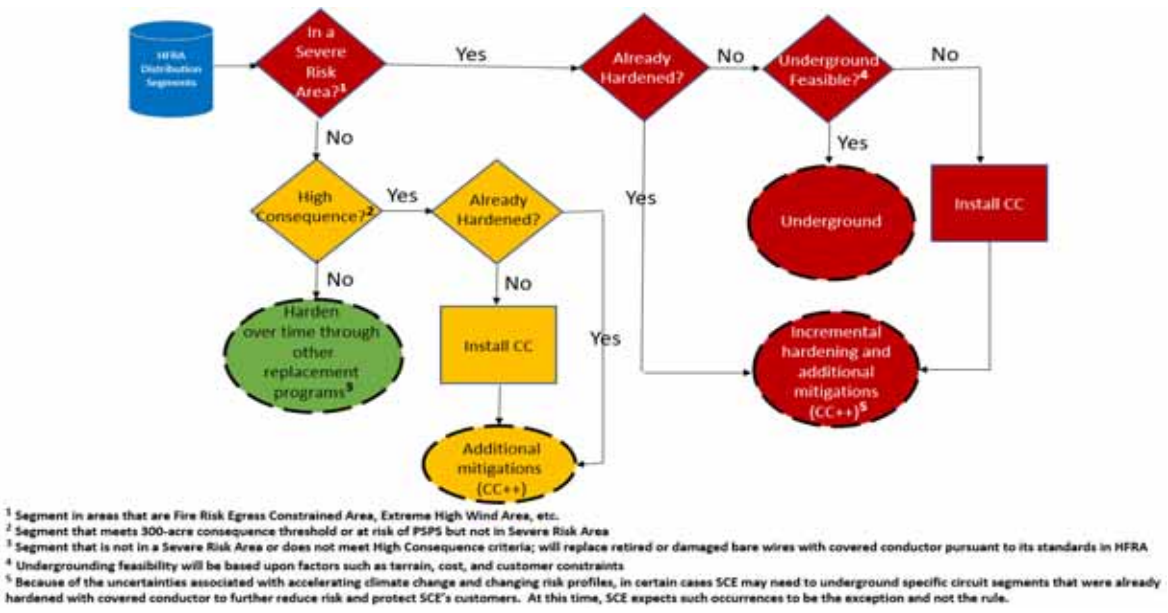 HFRA
Distribution
Segments
In a
Severe
Risk
Area?1
Yes
Already
Hardened?
No
Underground
Feasible?4
No
No
Yes
High
Consequence?2
Yes
Already
Hardened?
Yes
Underground
Install CC
No
No
Harden
over time through
other
replacement
programs3
Install CC
Yes
Incremental
hardening and
additional
mitigations
(CC++)5
Additional
mitigations
(CC++)
1 Segment in areas that are Fire Risk Egress Constrained Area, Extreme High Wind Area, etc.
2 Segment that meets 300-acre consequence threshold or at risk of PSPS but not in Severe Risk Area
3 Segment that is not in a Severe Risk Area or does not meet High Consequence criteria; will replace retired or damaged bare wires with covered conductor pursuant to its standards in HFRA
4 Undergrounding feasibility will be based upon factors such as terrain, cost, and customer constraints
5 Because of the uncertainties associated with accelerating climate change and changing risk profiles, in certain cases SCE may need to underground specific circuit segments that were already
hardened with covered conductor to further reduce risk and protect SCE's customers. At this time, SCE expects such occurrences to be the exception and not the rule.